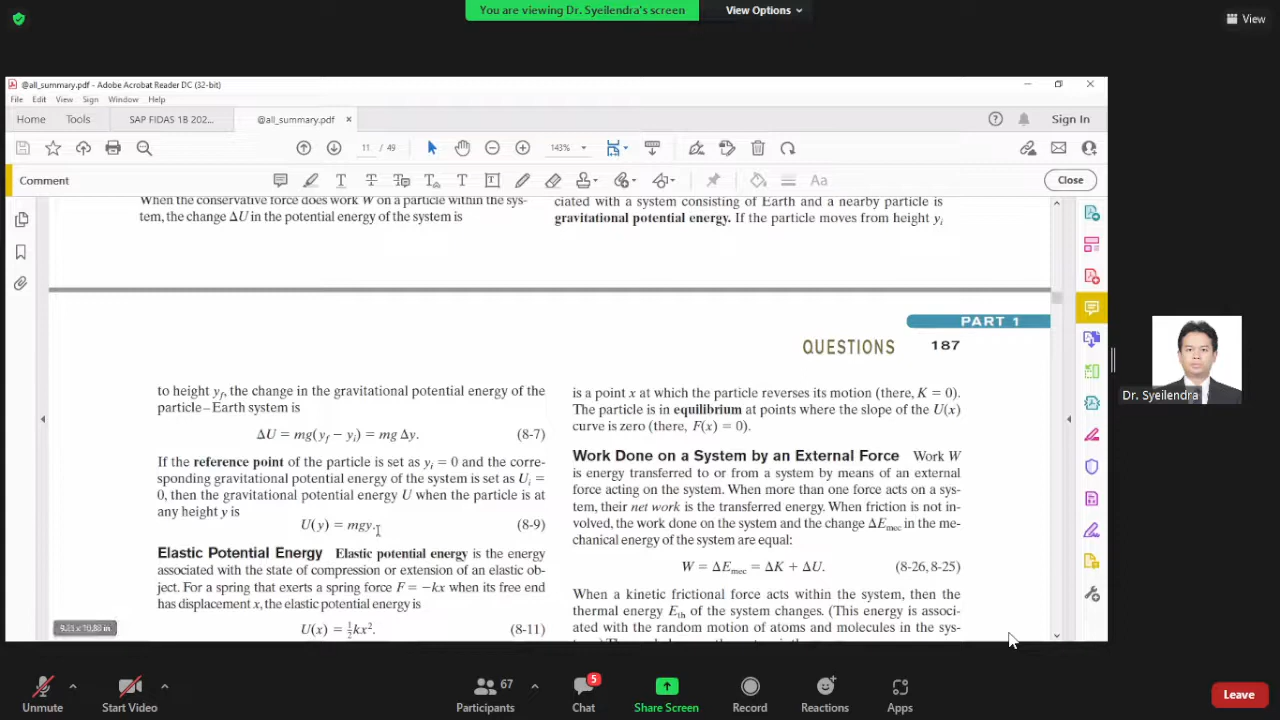 You are viewing Dr. Syeilendra's screen
View Options
View
@all_summary.pdf - Adobe Acrobat Reader DC (32-bit)
File Edit View Sign Window Help
Home Tools SAP FIDAS 1B 202... @all_summary.pdf × Sign In
11 / 49 143%
Comment Close
When the conservative force does work W on a particle within the sys-
tem, the change ΔU in the potential energy of the system is
ciated with a system consisting of Earth and a nearby particle is
gravitational potential energy. If the particle moves from height yᵢ
PART 1
QUESTIONS 187
to height y_f, the change in the gravitational potential energy of the
particle–Earth system is
ΔU = mg(y_f − yᵢ) = mg Δy. (8-7)
If the reference point of the particle is set as yᵢ = 0 and the corre-
sponding gravitational potential energy of the system is set as Uᵢ =
0, then the gravitational potential energy U when the particle is at
any height y is
U(y) = mgy. (8-9)
Elastic Potential Energy Elastic potential energy is the energy
associated with the state of compression or extension of an elastic ob-
ject. For a spring that exerts a spring force F = −kx when its free end
has displacement x, the elastic potential energy is
U(x) = ½kx². (8-11)
is a point x at which the particle reverses its motion (there, K = 0).
The particle is in equilibrium at points where the slope of the U(x)
curve is zero (there, F(x) = 0).
Work Done on a System by an External Force Work W
is energy transferred to or from a system by means of an external
force acting on the system. When more than one force acts on a sys-
tem, their net work is the transferred energy. When friction is not in-
volved, the work done on the system and the change ΔE_mec in the me-
chanical energy of the system are equal:
W = ΔE_mec = ΔK + ΔU. (8-26, 8-25)
When a kinetic frictional force acts within the system, then the
thermal energy E_th of the system changes. (This energy is associ-
ated with the random motion of atoms and molecules in the sys-
Dr. Syeilendra
Unmute Start Video
67
Participants
5
Chat
Share Screen
Record
Reactions
Apps
Leave